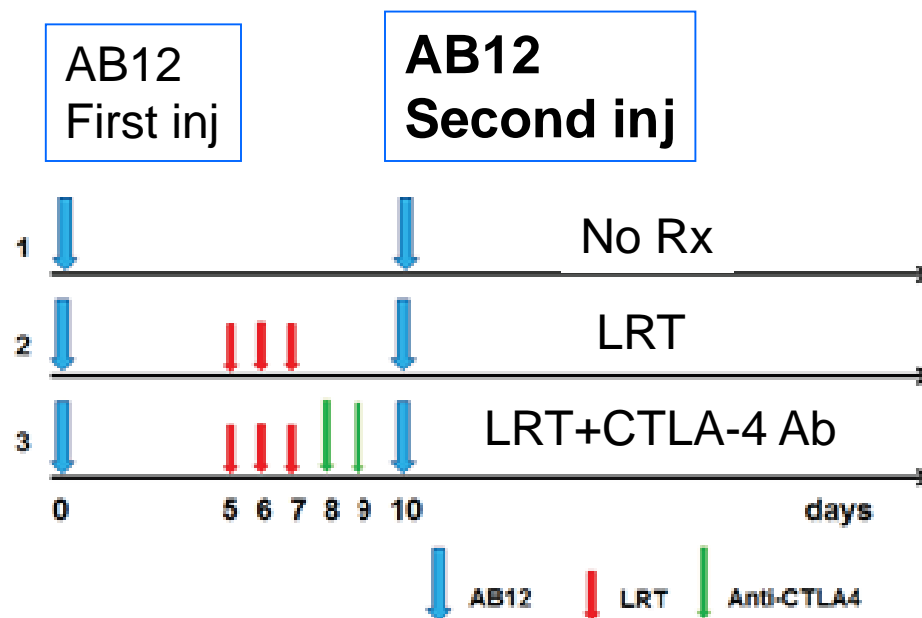 AB12
First inj
AB12
Second inj
1
No Rx
2
LRT
3
LRT+CTLA-4 Ab
0 5 6 7 8 9 10 days
AB12 LRT Anti-CTLA4